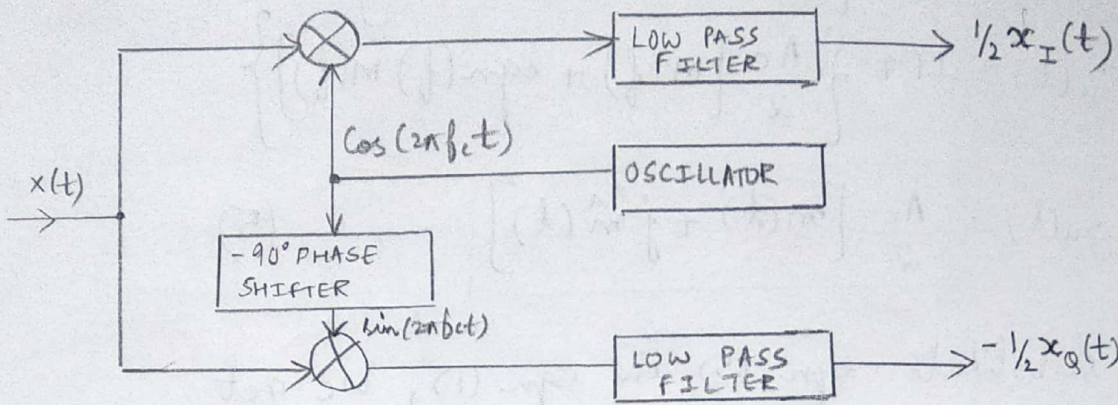 LOW PASS
FILTER
1/2 x_I(t)
Cos(2πf_ct)
OSCILLATOR
x(t)
-90° PHASE
SHIFTER
sin(2πfct)
LOW PASS
FILTER
-1/2 x_Q(t)